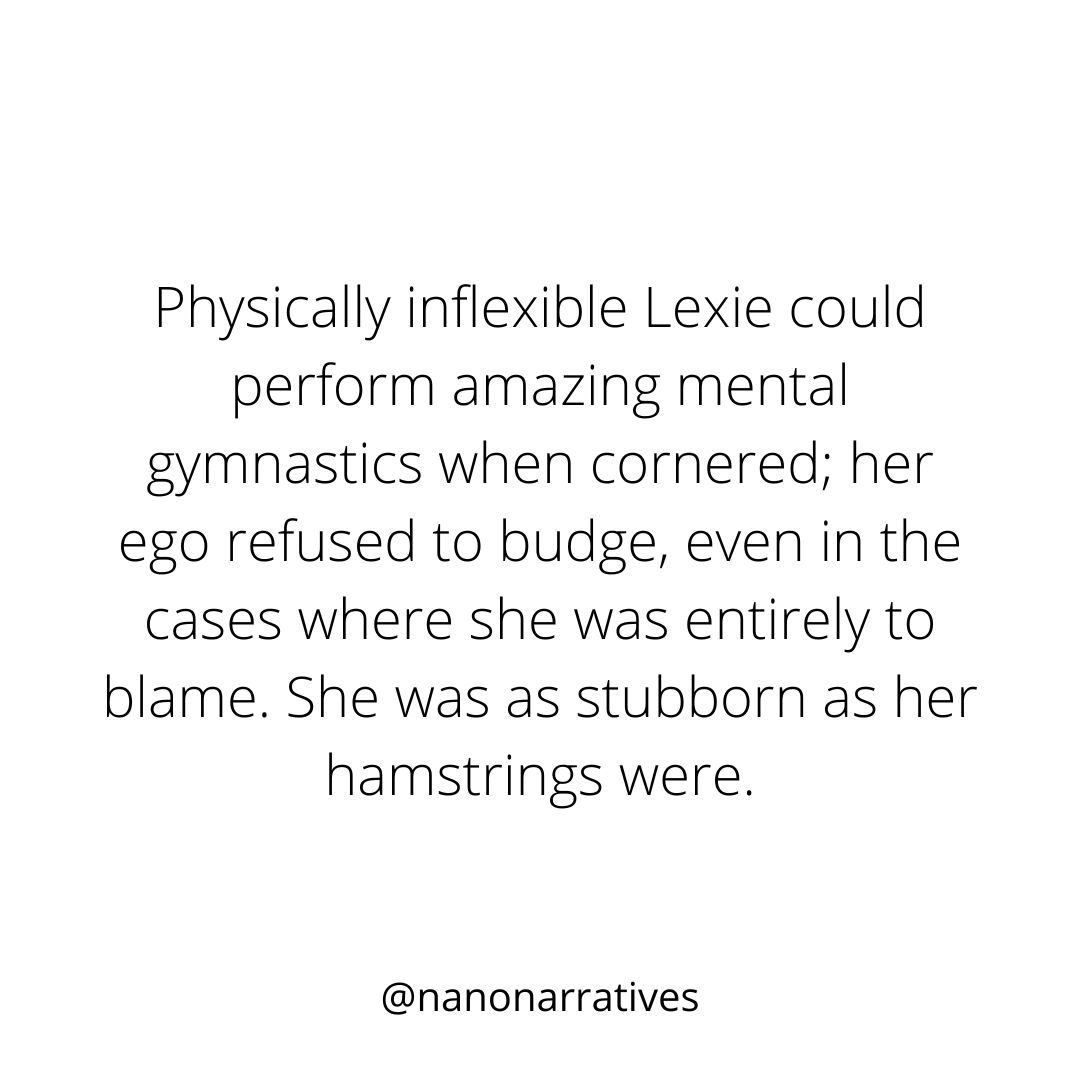 Physically inflexible Lexie could
perform amazing mental
gymnastics when cornered; her
ego refused to budge, even in the
cases where she was entirely to
blame. She was as stubborn as her
hamstrings were.
@nanonarratives